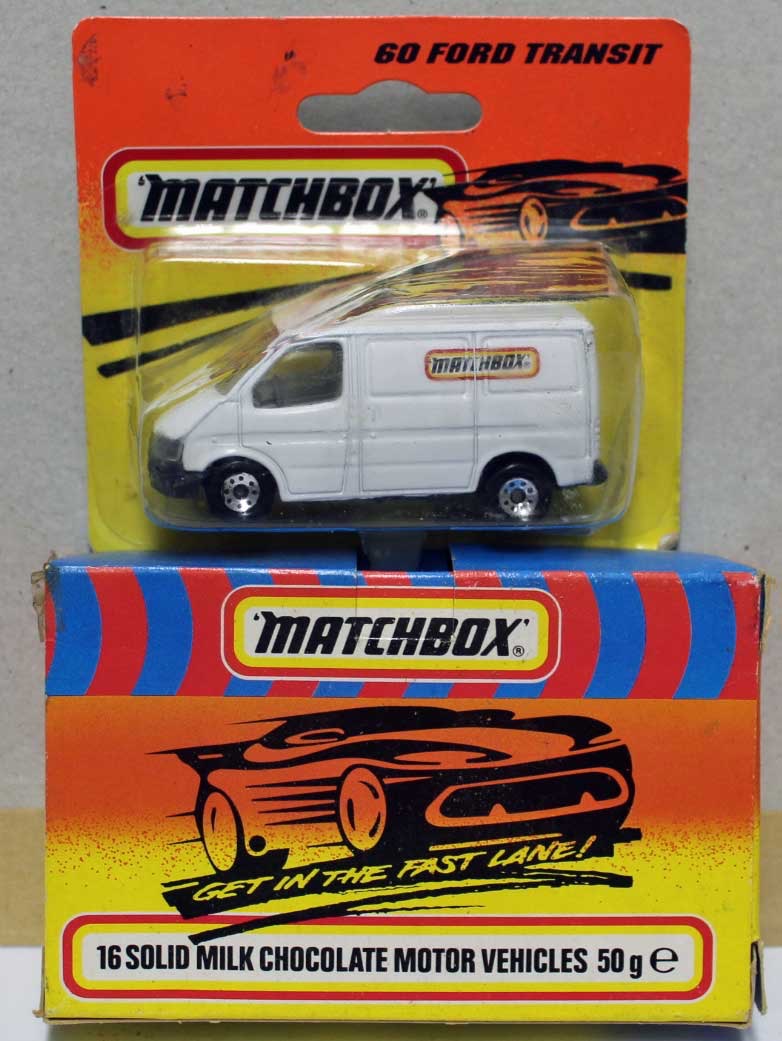 60 FORD TRANSIT
'MATCHBOX'®
MATCHBOX
'MATCHBOX'®
GET IN THE FAST LANE!
16 SOLID MILK CHOCOLATE MOTOR VEHICLES 50 g ℮